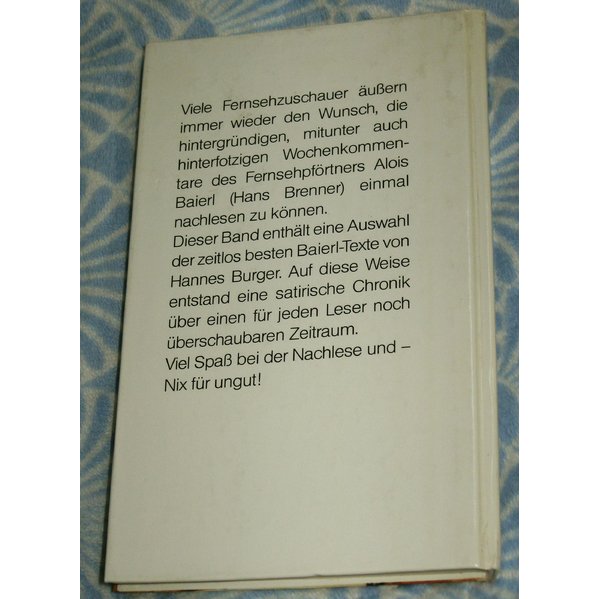 Viele Fernsehzuschauer äußern
immer wieder den Wunsch, die
hintergründigen, mitunter auch
hinterfotzigen Wochenkommen-
tare des Fernsehpförtners Alois
Baierl (Hans Brenner) einmal
nachlesen zu können.
Dieser Band enthält eine Auswahl
der zeitlos besten Baierl-Texte von
Hannes Burger. Auf diese Weise
entstand eine satirische Chronik
über einen für jeden Leser noch
überschaubaren Zeitraum.
Viel Spaß bei der Nachlese und –
Nix für ungut!